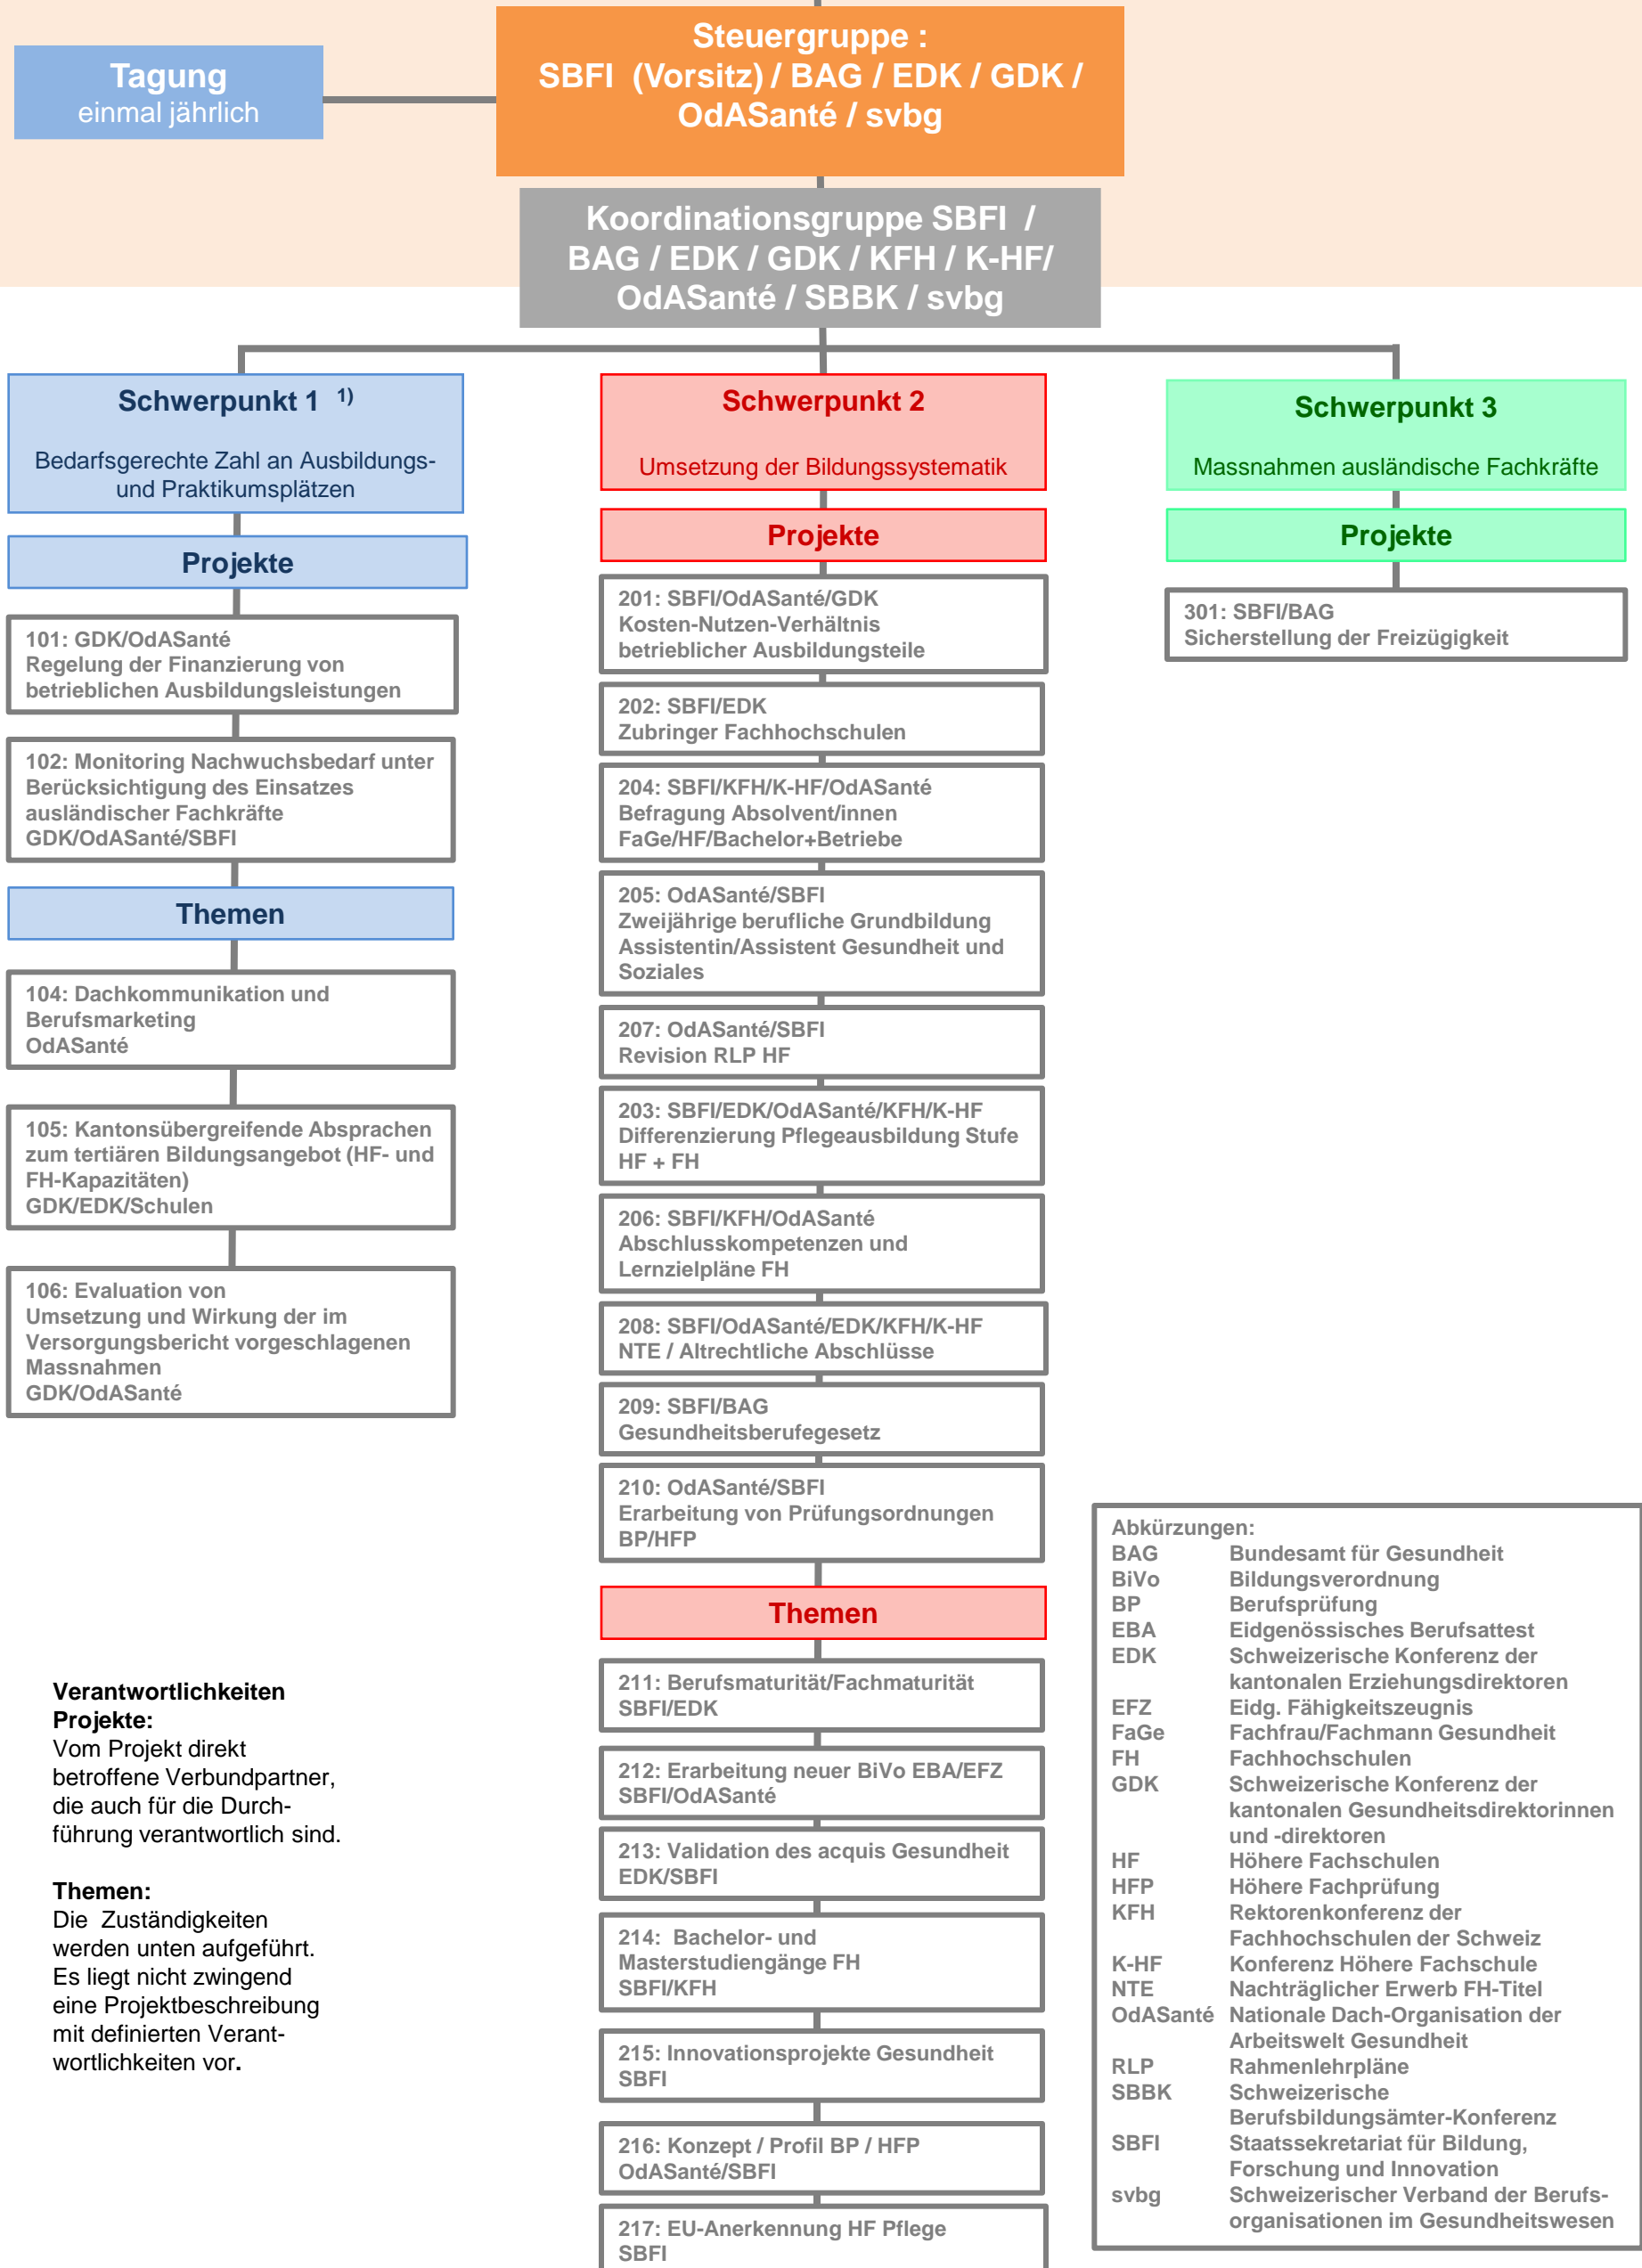 Tagung
einmal jährlich
Steuergruppe :
SBFI  (Vorsitz) / BAG / EDK / GDK /
OdASanté / svbg
Koordinationsgruppe SBFI  /
BAG / EDK / GDK / KFH / K-HF/
OdASanté / SBBK / svbg
Schwerpunkt 1  1)
Bedarfsgerechte Zahl an Ausbildungs-
und Praktikumsplätzen
Projekte
101: GDK/OdASanté
Regelung der Finanzierung von
betrieblichen Ausbildungsleistungen
102: Monitoring Nachwuchsbedarf unter
Berücksichtigung des Einsatzes
ausländischer Fachkräfte
GDK/OdASanté/SBFI
Themen
104: Dachkommunikation und
Berufsmarketing
OdASanté
105: Kantonsübergreifende Absprachen
zum tertiären Bildungsangebot (HF- und
FH-Kapazitäten)
GDK/EDK/Schulen
106: Evaluation von
Umsetzung und Wirkung der im
Versorgungsbericht vorgeschlagenen
Massnahmen
GDK/OdASanté
Schwerpunkt 2
Umsetzung der Bildungssystematik
Projekte
201: SBFI/OdASanté/GDK
Kosten-Nutzen-Verhältnis
betrieblicher Ausbildungsteile
202: SBFI/EDK
Zubringer Fachhochschulen
204: SBFI/KFH/K-HF/OdASanté
Befragung Absolvent/innen
FaGe/HF/Bachelor+Betriebe
205: OdASanté/SBFI
Zweijährige berufliche Grundbildung
Assistentin/Assistent Gesundheit und
Soziales
207: OdASanté/SBFI
Revision RLP HF
203: SBFI/EDK/OdASanté/KFH/K-HF
Differenzierung Pflegeausbildung Stufe
HF + FH
206: SBFI/KFH/OdASanté
Abschlusskompetenzen und
Lernzielpläne FH
208: SBFI/OdASanté/EDK/KFH/K-HF
NTE / Altrechtliche Abschlüsse
209: SBFI/BAG
Gesundheitsberufegesetz
210: OdASanté/SBFI
Erarbeitung von Prüfungsordnungen
BP/HFP
Themen
211: Berufsmaturität/Fachmaturität
SBFI/EDK
212: Erarbeitung neuer BiVo EBA/EFZ
SBFI/OdASanté
213: Validation des acquis Gesundheit
EDK/SBFI
214:  Bachelor- und
Masterstudiengänge FH
SBFI/KFH
215: Innovationsprojekte Gesundheit
SBFI
216: Konzept / Profil BP / HFP
OdASanté/SBFI
217: EU-Anerkennung HF Pflege
SBFI
Schwerpunkt 3
Massnahmen ausländische Fachkräfte
Projekte
301: SBFI/BAG
Sicherstellung der Freizügigkeit
Verantwortlichkeiten
Projekte:
Vom Projekt direkt
betroffene Verbundpartner,
die auch für die Durch-
führung verantwortlich sind.
Themen:
Die  Zuständigkeiten
werden unten aufgeführt.
Es liegt nicht zwingend
eine Projektbeschreibung
mit definierten Verant-
wortlichkeiten vor.
Abkürzungen:
BAG Bundesamt für Gesundheit
BiVo Bildungsverordnung
BP Berufsprüfung
EBA Eidgenössisches Berufsattest
EDK Schweizerische Konferenz der
kantonalen Erziehungsdirektoren
EFZ Eidg. Fähigkeitszeugnis
FaGe Fachfrau/Fachmann Gesundheit
FH Fachhochschulen
GDK Schweizerische Konferenz der
kantonalen Gesundheitsdirektorinnen
und -direktoren
HF Höhere Fachschulen
HFP Höhere Fachprüfung
KFH Rektorenkonferenz der
Fachhochschulen der Schweiz
K-HF Konferenz Höhere Fachschule
NTE Nachträglicher Erwerb FH-Titel
OdASanté Nationale Dach-Organisation der
Arbeitswelt Gesundheit
RLP Rahmenlehrpläne
SBBK Schweizerische
Berufsbildungsämter-Konferenz
SBFI Staatssekretariat für Bildung,
Forschung und Innovation
svbg Schweizerischer Verband der Berufs-
organisationen im Gesundheitswesen